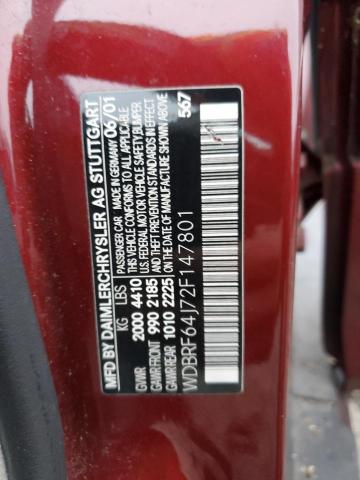 MFD BY DAIMLERCHRYSLER AG STUTTGART
PASSENGER CAR MADE IN GERMANY 06/01
KG LBS THIS VEHICLE CONFORMS TO ALL APPLICABLE
GVWR 2000 4410 U.S. FEDERAL MOTOR VEHICLE SAFETY BUMPER
GAWR FRONT 990 2185 AND THEFT PREVENTION STANDARDS IN EFFECT
GAWR REAR 1010 2225 ON THE DATE OF MANUFACTURE SHOWN ABOVE
567
WDBRF64J72F147801